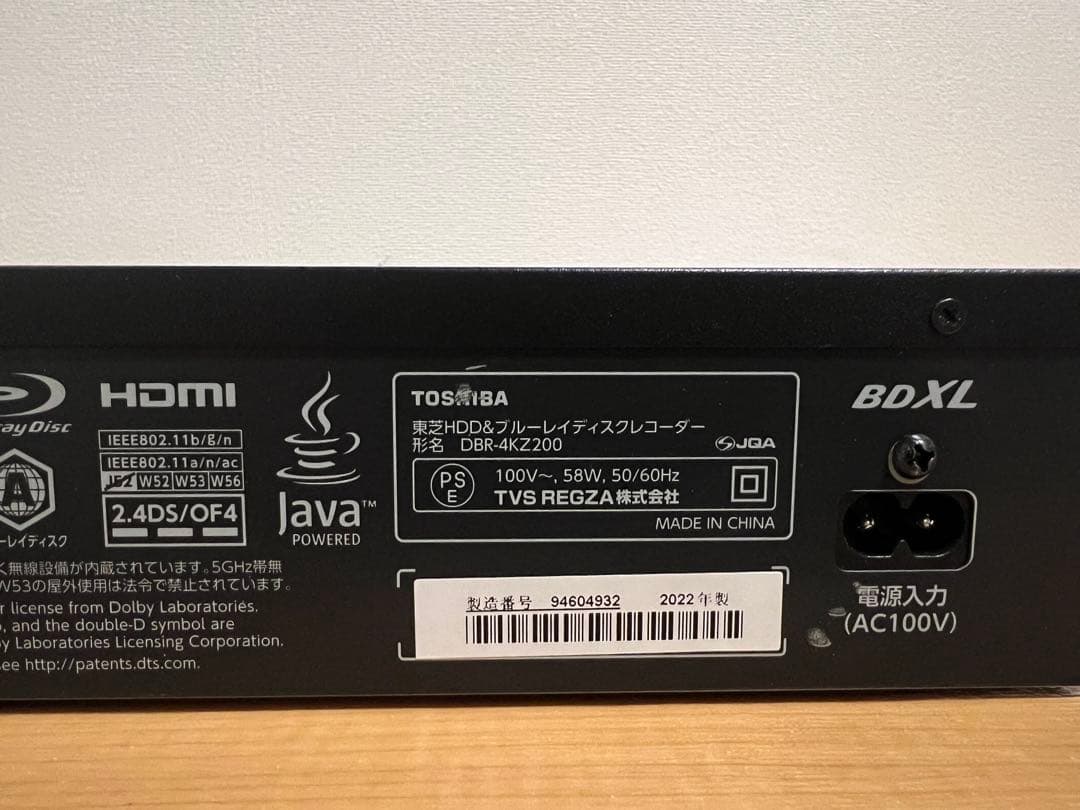 ray Disc
HDMI
IEEE802.11b/g/n
IEEE802.11a/n/ac
J52 W52 W53 W56
2.4DS/OF4
A
ーレイディスク
Java™
POWERED
TOSHIBA
東芝HDD&ブルーレイディスクレコーダー
形名 DBR-4KZ200
JQA
PS
E
100V～, 58W, 50/60Hz
TVS REGZA株式会社
MADE IN CHINA
BDXL
電源入力
(AC100V)
製造番号 94604932 2022年製
く無線設備が内蔵されています。5GHz帯無
W53の屋外使用は法令で禁止されています。
r license from Dolby Laboratories.
o, and the double-D symbol are
y Laboratories Licensing Corporation.
see http://patents.dts.com.